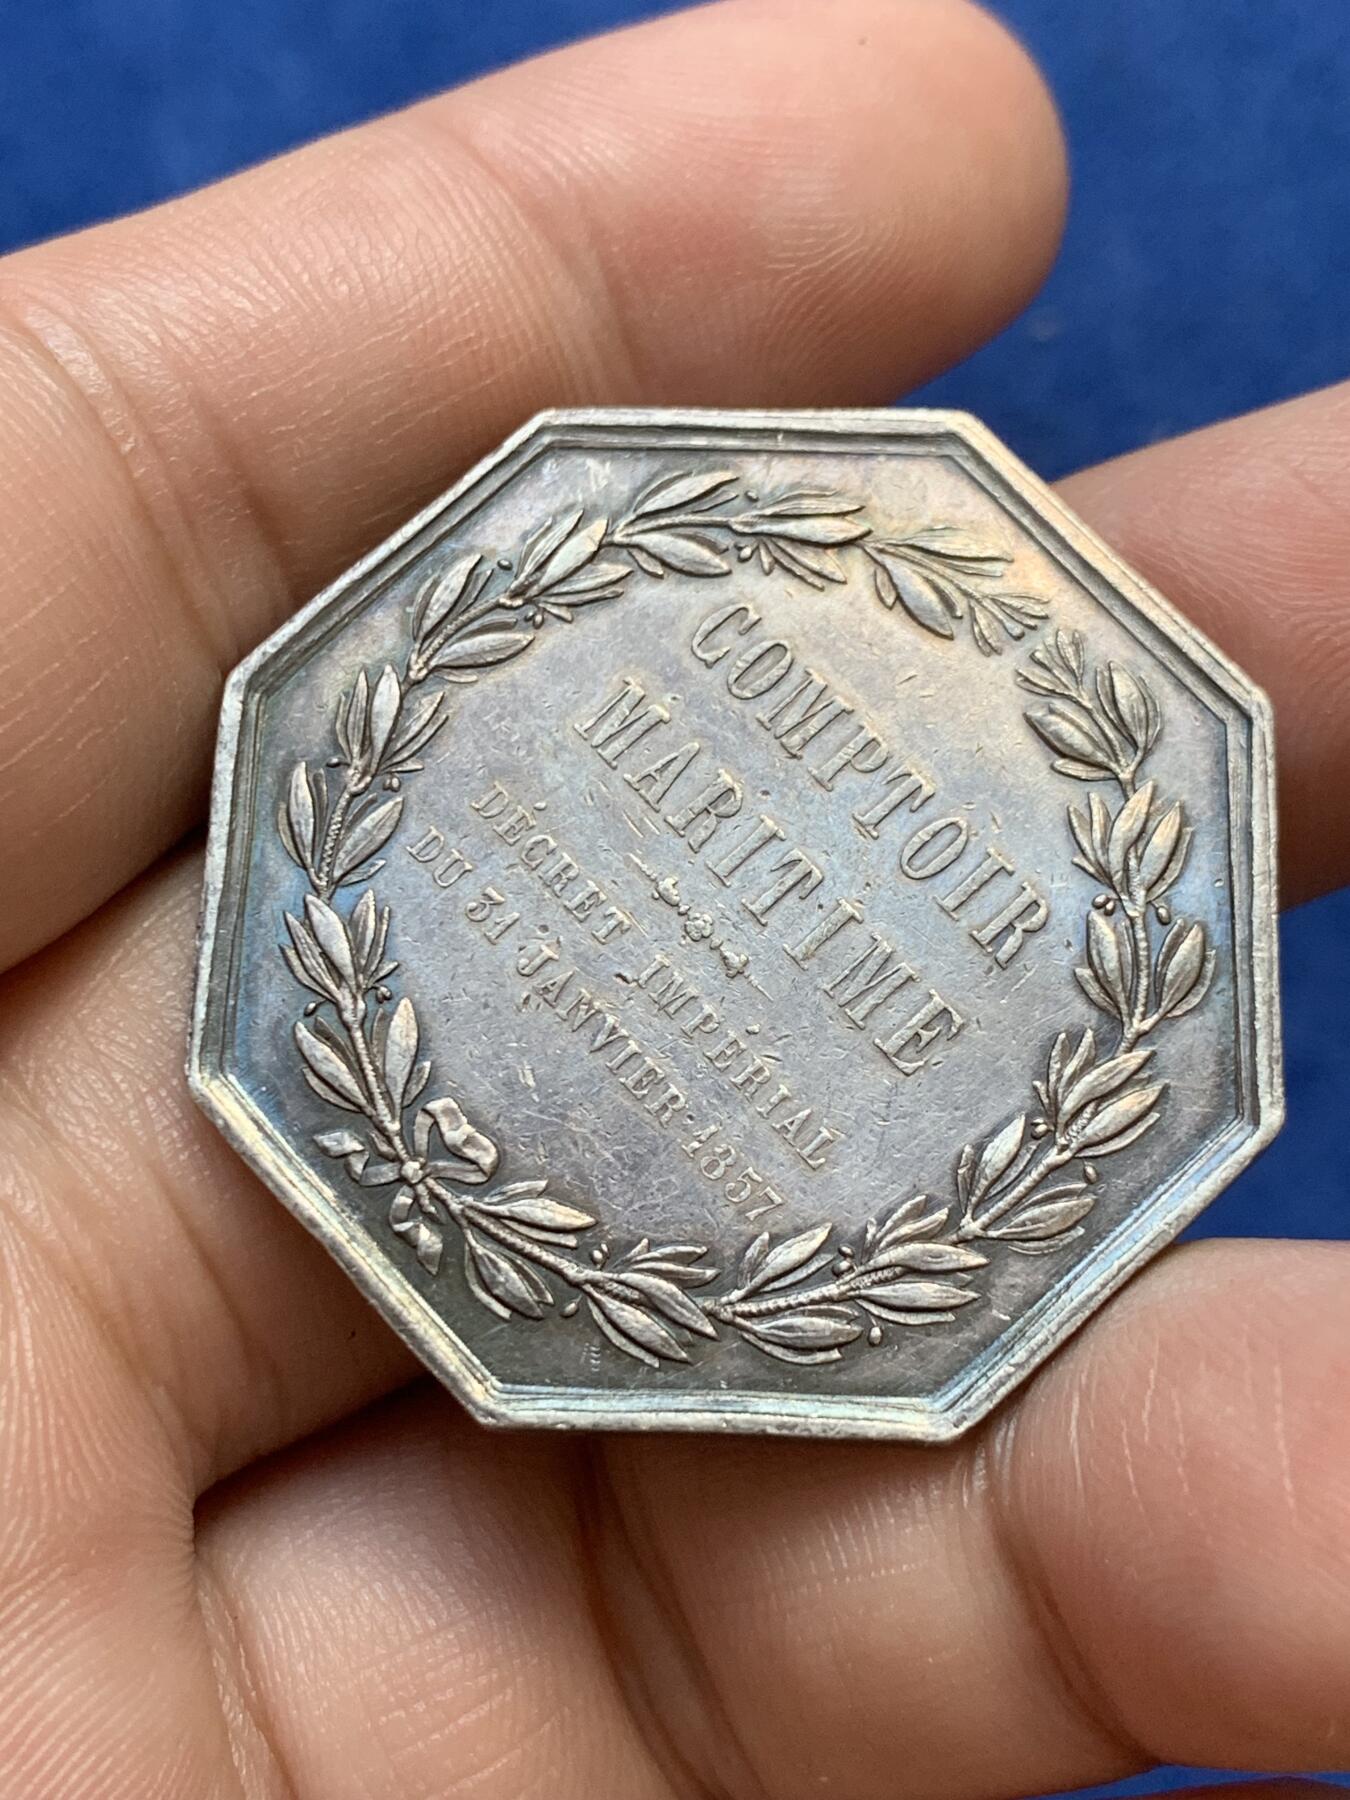 COMPTOIR
MARITIME
DÉCRET IMPÉRIAL
DU 31 JANVIER 1857